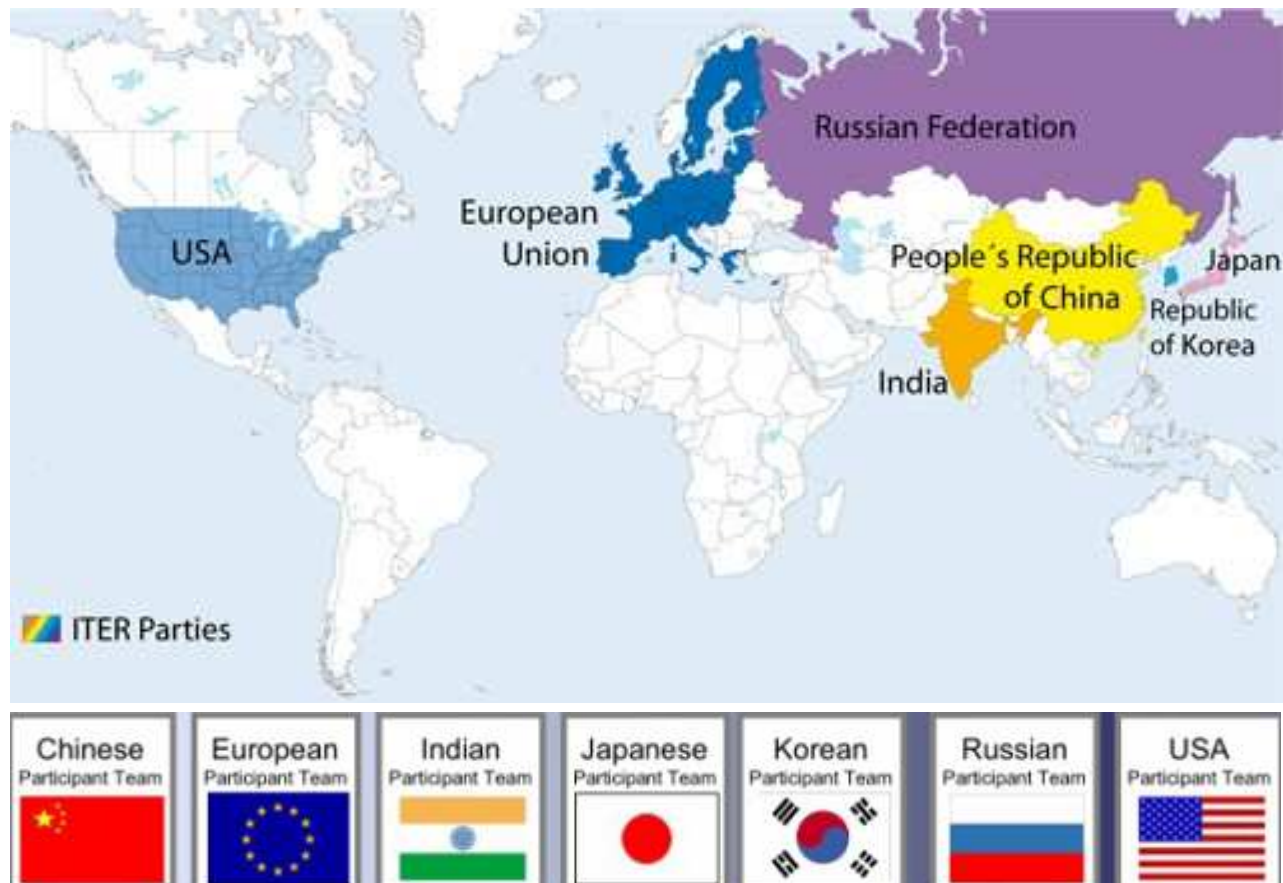 Russian Federation
European
Union
USA
People´s Republic
of China
Japan
Republic
of Korea
India
ITER Parties
Chinese
Participant Team
European
Participant Team
Indian
Participant Team
Japanese
Participant Team
Korean
Participant Team
Russian
Participant Team
USA
Participant Team